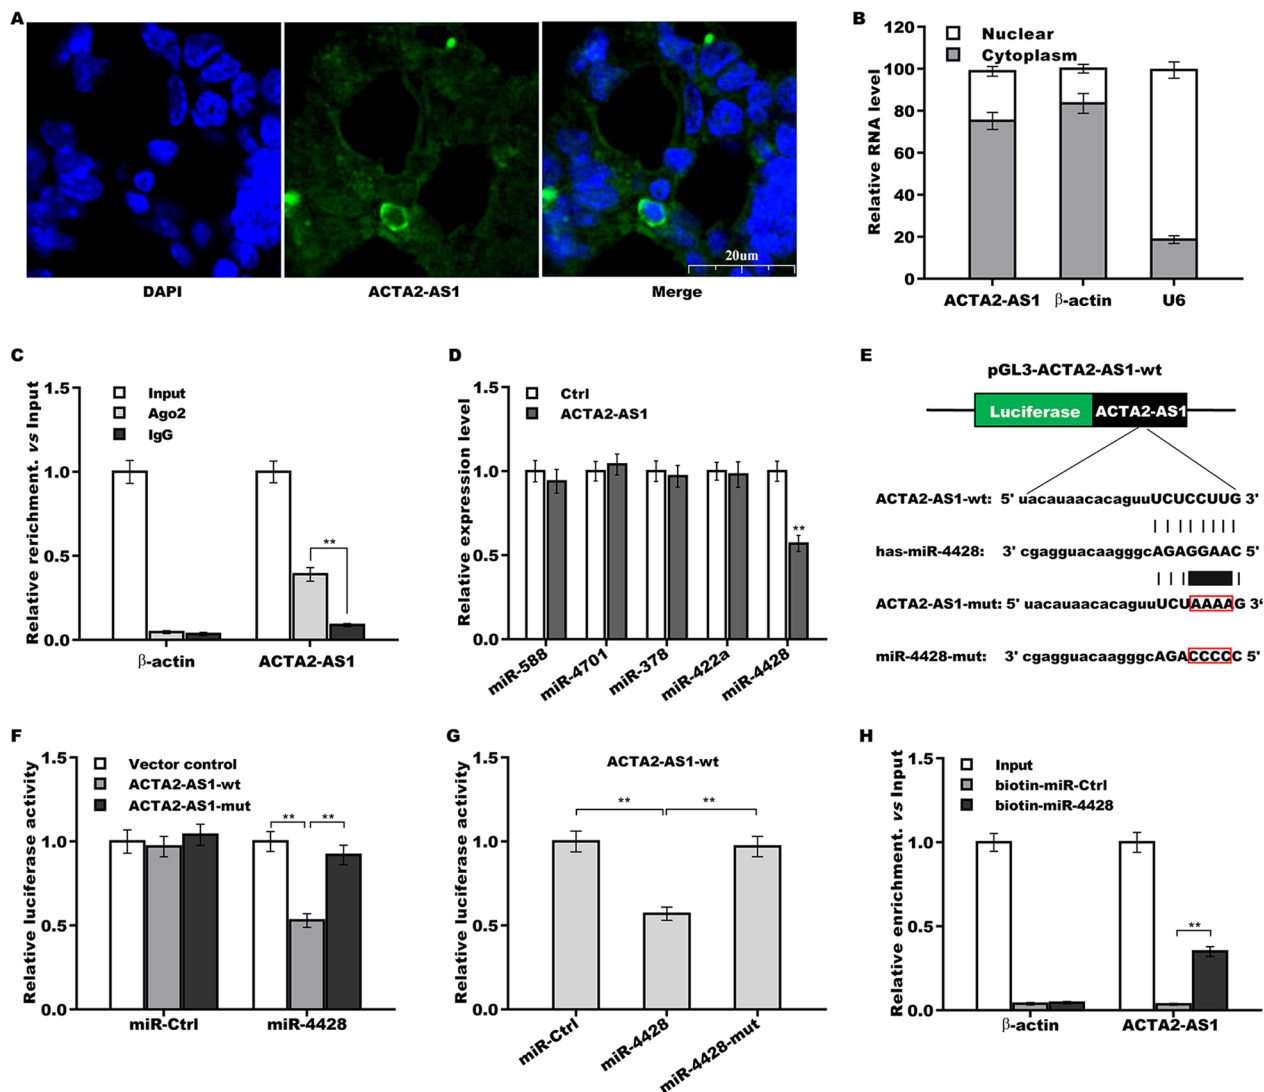 A
DAPI
ACTA2-AS1
20um
Merge
B
Relative RNA level
120
100
80
60
40
20
0
Nuclear
Cytoplasm
ACTA2-AS1 β-actin U6
C
Relative rerichment. vs Input
1.5
1.0
0.5
0.0
Input
Ago2
IgG
**
β-actin ACTA2-AS1
D
Relative expression level
1.5
1.0
0.5
0.0
Ctrl
ACTA2-AS1
**
miR-588 miR-4701 miR-378 miR-422a miR-4428
E
pGL3-ACTA2-AS1-wt
Luciferase ACTA2-AS1
ACTA2-AS1-wt: 5' uacauaacacaguuUCUCCUUG 3'
has-miR-4428: 3' cgagguacaagggcAGAGGAAC 5'
ACTA2-AS1-mut: 5' uacauaacacaguuUCUAAAAG 3'
miR-4428-mut: 3' cgagguacaagggcAGACCCCC 5'
F
Relative luciferase activity
1.5
1.0
0.5
0.0
Vector control
ACTA2-AS1-wt
ACTA2-AS1-mut
** **
miR-Ctrl miR-4428
G
Relative luciferase activity
1.5
1.0
0.5
0.0
ACTA2-AS1-wt
** **
miR-Ctrl miR-4428 miR-4428-mut
H
Relative enrichment. vs Input
1.5
1.0
0.5
0.0
Input
biotin-miR-Ctrl
biotin-miR-4428
**
β-actin ACTA2-AS1